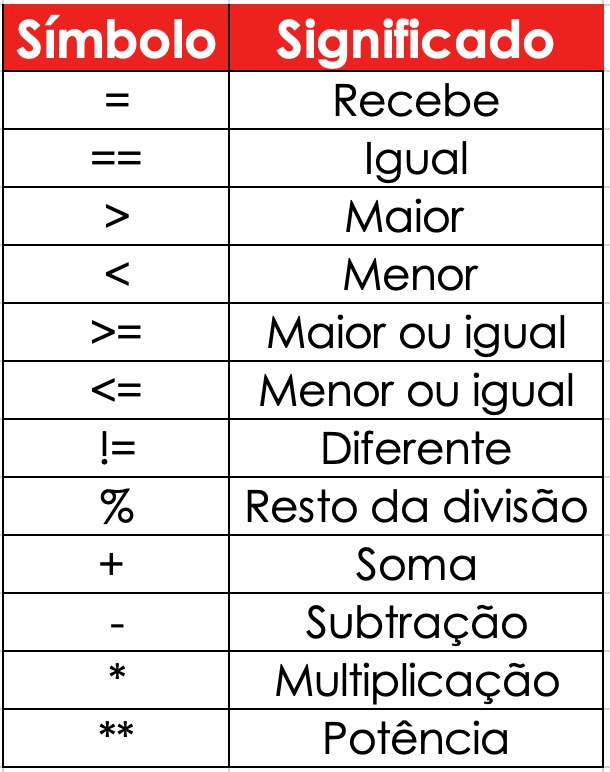 Símbolo Significado
= Recebe
== Igual
> Maior
< Menor
>= Maior ou igual
<= Menor ou igual
!= Diferente
% Resto da divisão
+ Soma
- Subtração
* Multiplicação
** Potência